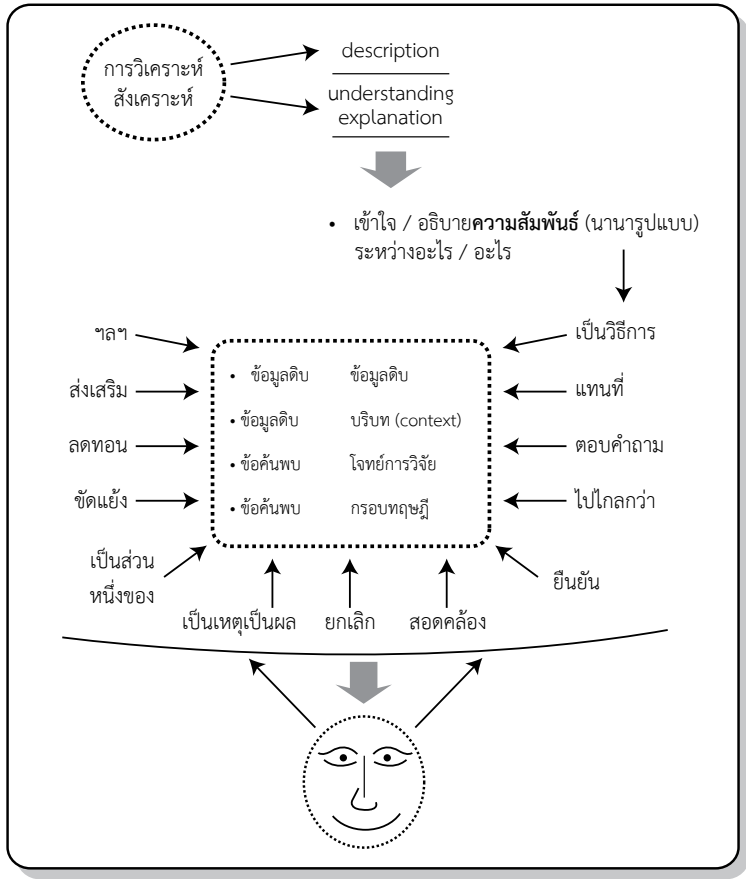 การวิเคราะห์
สังเคราะห์
description
understanding
explanation
• เข้าใจ / อธิบายความสัมพันธ์ (นานารูปแบบ)
ระหว่างอะไร / อะไร
ฯลฯ
ส่งเสริม
ลดทอน
ขัดแย้ง
เป็นส่วน
หนึ่งของ
• ข้อมูลดิบ ข้อมูลดิบ
• ข้อมูลดิบ บริบท (context)
• ข้อค้นพบ โจทย์การวิจัย
• ข้อค้นพบ กรอบทฤษฎี
เป็นวิธีการ
แทนที่
ตอบคำถาม
ไปไกลกว่า
ยืนยัน
เป็นเหตุเป็นผล ยกเลิก สอดคล้อง